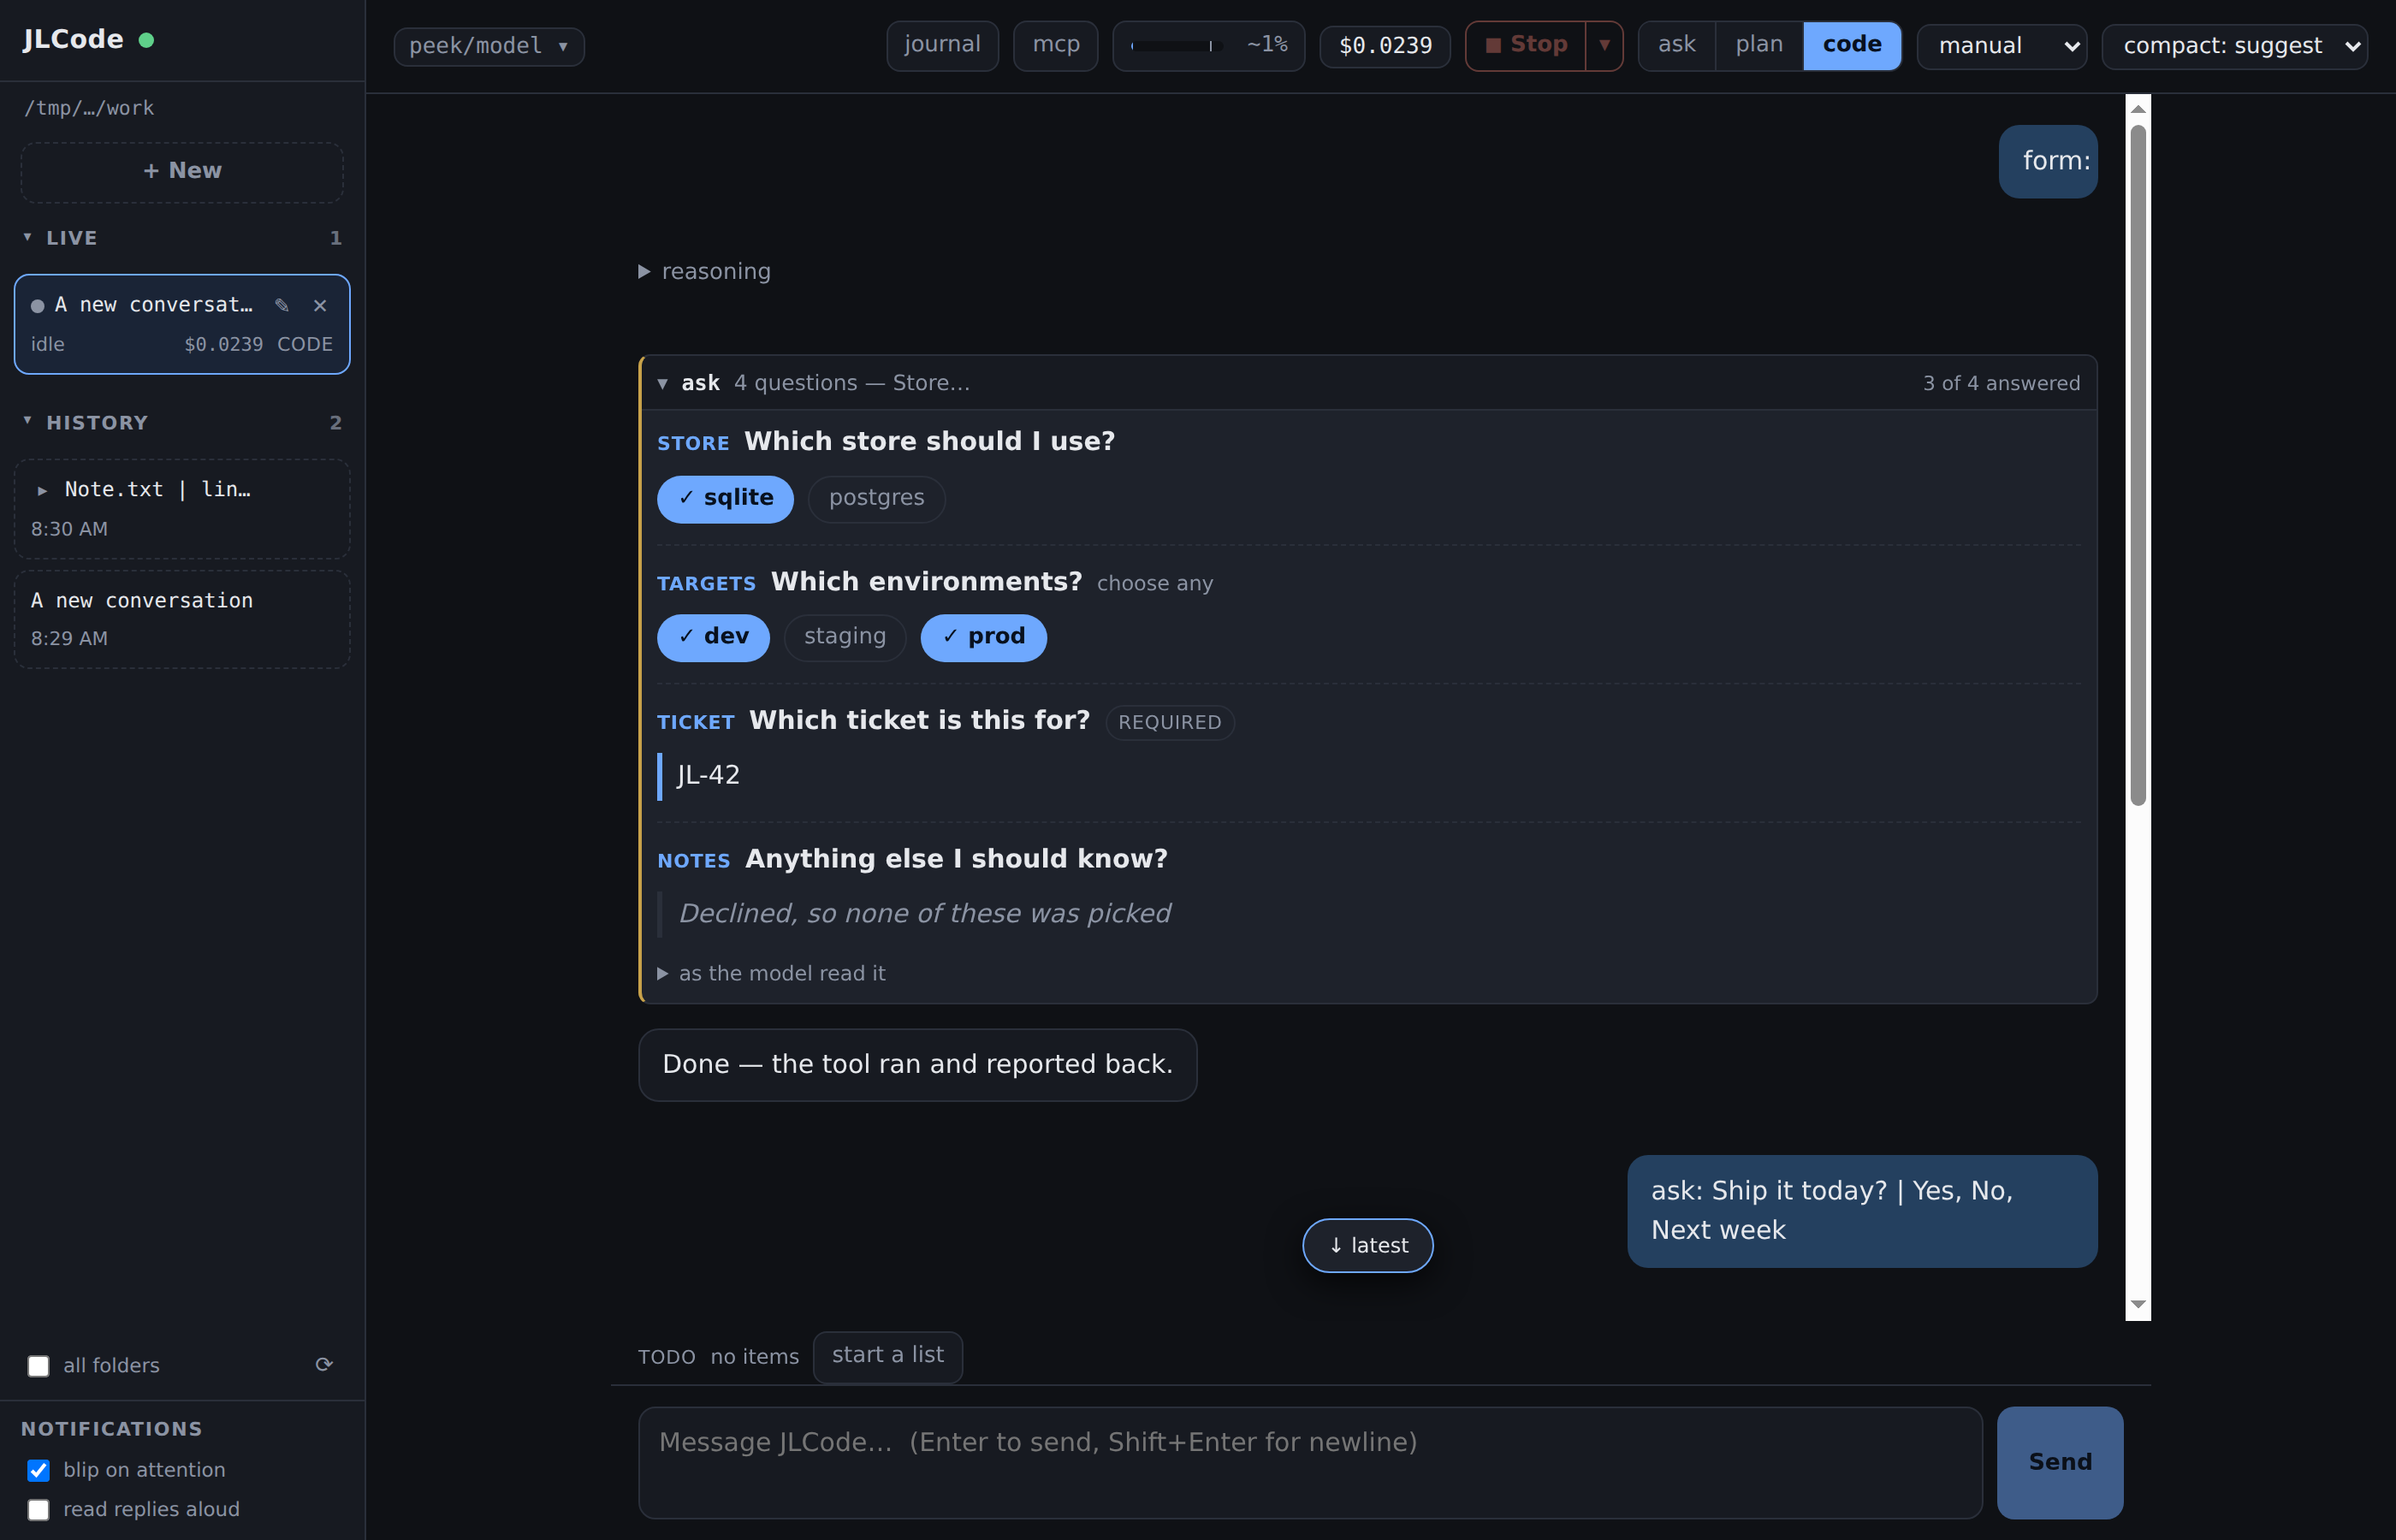 JLCode
/tmp/…/work
+ New
▾ LIVE 1
A new conversat… ✎ ✕
idle $0.0239 CODE
▾ HISTORY 2
▸ Note.txt | lin…
8:30 AM
A new conversation
8:29 AM
all folders ⟳
NOTIFICATIONS
blip on attention
read replies aloud
peek/model ▾
journal
mcp
~1%
$0.0239
■ Stop ▾
ask plan code
manual
compact: suggest
form:
▶ reasoning
▾ ask 4 questions — Store… 3 of 4 answered
STORE Which store should I use?
✓ sqlite postgres
TARGETS Which environments? choose any
✓ dev staging ✓ prod
TICKET Which ticket is this for? REQUIRED
JL-42
NOTES Anything else I should know?
Declined, so none of these was picked
▶ as the model read it
Done — the tool ran and reported back.
ask: Ship it today? | Yes, No,
Next week
↓ latest
TODO no items start a list
Message JLCode… (Enter to send, Shift+Enter for newline)
Send